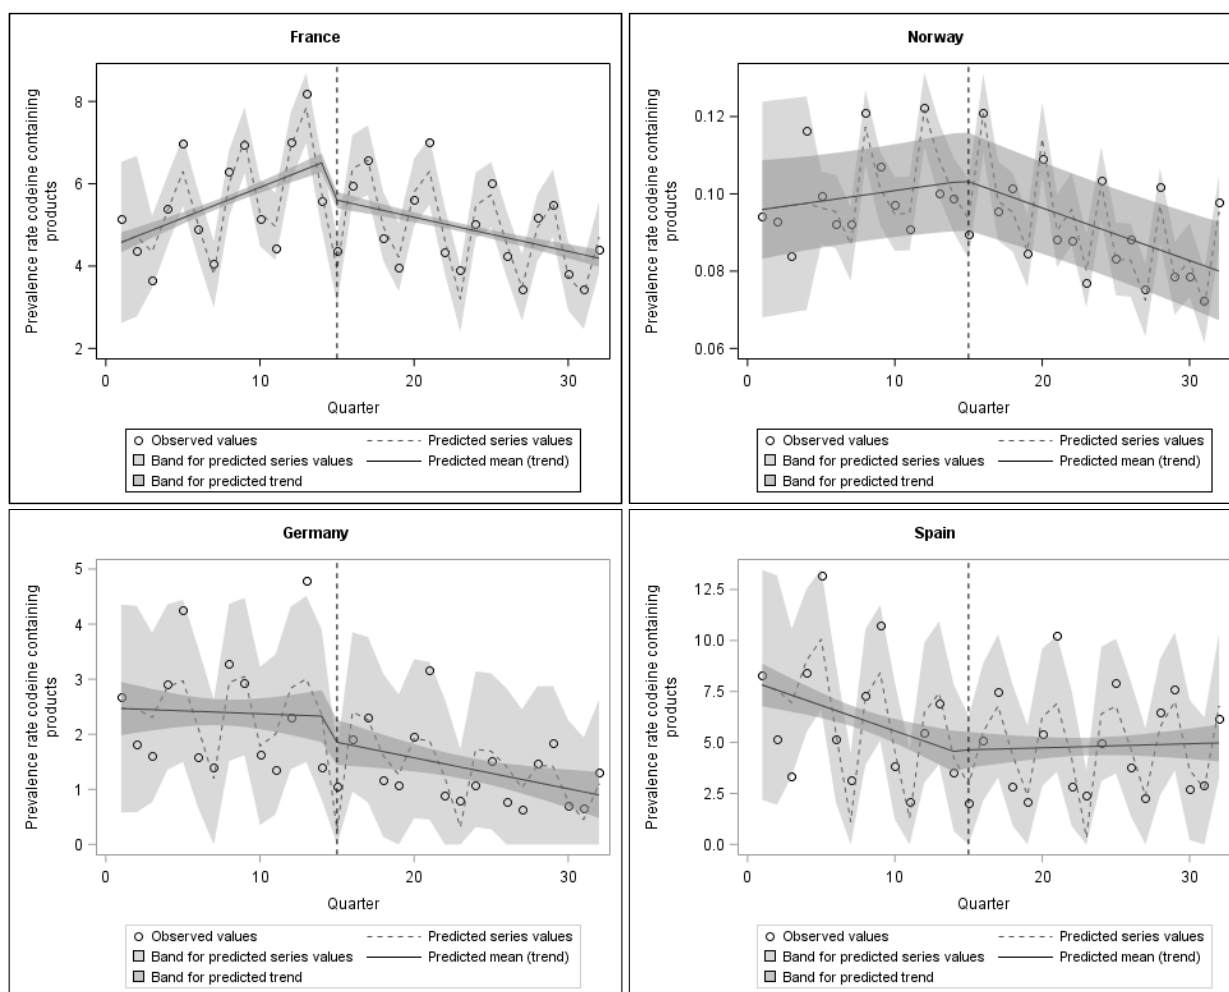 France
Prevalence rate codeine containing
products
8
6
4
2
0
10
20
30
Quarter
Observed values
Predicted series values
Band for predicted series values
Predicted mean (trend)
Band for predicted trend
Norway
Prevalence rate codeine containing
products
0.12
0.10
0.08
0.06
0
10
20
30
Quarter
Observed values
Predicted series values
Band for predicted series values
Predicted mean (trend)
Band for predicted trend
Germany
Prevalence rate codeine containing
products
5
4
3
2
1
0
0
10
20
30
Quarter
Observed values
Predicted series values
Band for predicted series values
Predicted mean (trend)
Band for predicted trend
Spain
Prevalence rate codeine containing
products
12.5
10.0
7.5
5.0
2.5
0.0
0
10
20
30
Quarter
Observed values
Predicted series values
Band for predicted series values
Predicted mean (trend)
Band for predicted trend